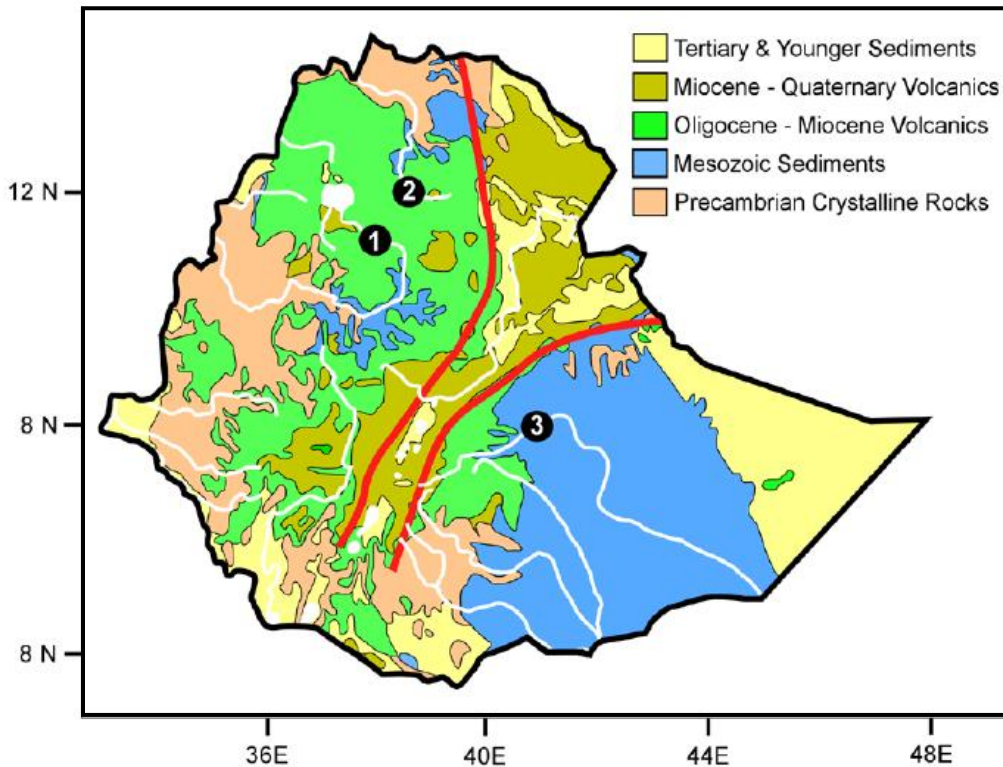 Tertiary & Younger Sediments
Miocene - Quaternary Volcanics
Oligocene - Miocene Volcanics
Mesozoic Sediments
Precambrian Crystalline Rocks
12 N
2
1
8 N
3
8 N
36E
40E
44E
48E